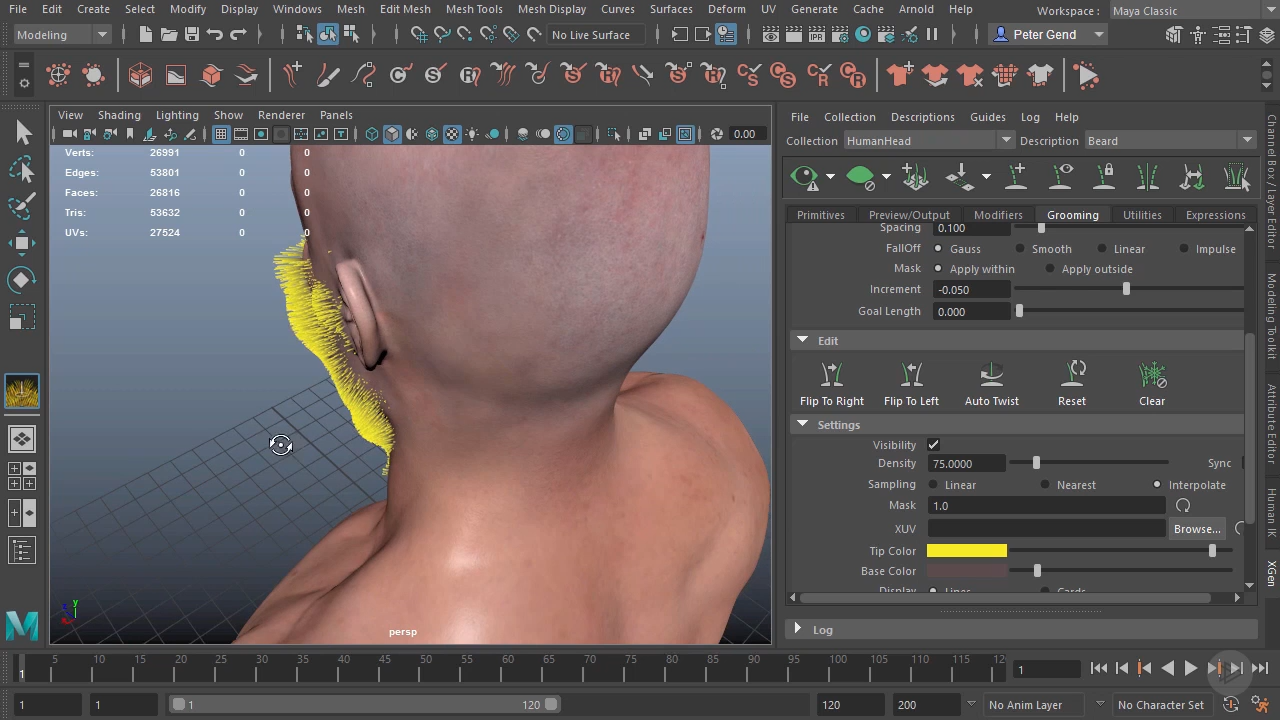 File Edit Create Select Modify Display Windows Mesh Edit Mesh Mesh Tools Mesh Display Curves Surfaces Deform UV Generate Cache Arnold Help Workspace : Maya Classic
Modeling No Live Surface Peter Gend
View Shading Lighting Show Renderer Panels
0.00
Verts: 26991 0 0
Edges: 53801 0 0
Faces: 26816 0 0
Tris: 53632 0 0
UVs: 27524 0 0
persp
File Collection Descriptions Guides Log Help
Collection HumanHead Description Beard
Primitives Preview/Output Modifiers Grooming Utilities Expressions
Spacing 0.100
FallOff Gauss Smooth Linear Impulse
Mask Apply within Apply outside
Increment -0.050
Goal Length 0.000
Edit
Flip To Right Flip To Left Auto Twist Reset Clear
Settings
Visibility
Density 75.0000 Sync
Sampling Linear Nearest Interpolate
Mask 1.0
XUV Browse...
Tip Color
Base Color
Display Lines Cards
Log
Channel Box / Layer Editor
Modeling Toolkit
Attribute Editor
Human IK
XGen
1 5 10 15 20 25 30 35 40 45 50 55 60 65 70 75 80 85 90 95 100 105 110 115 12
1
1 1 1 120 120 200 No Anim Layer No Character Set